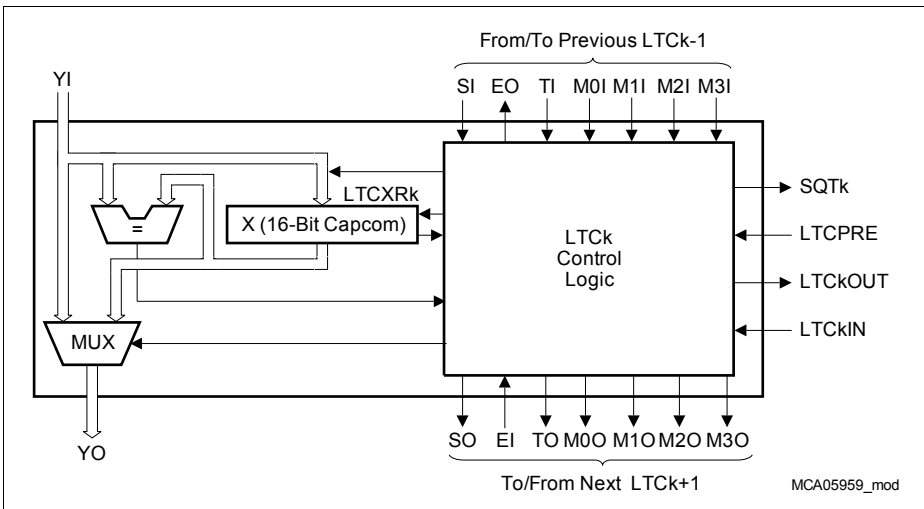 From/To Previous LTCk-1
YI
SI EO TI M0I M1I M2I M3I
LTCXRk
X (16-Bit Capcom)
=
MUX
LTCk
Control
Logic
SQTk
LTCPRE
LTCkOUT
LTCkIN
YO
SO EI TO M0O M1O M2O M3O
To/From Next LTCk+1
MCA05959_mod